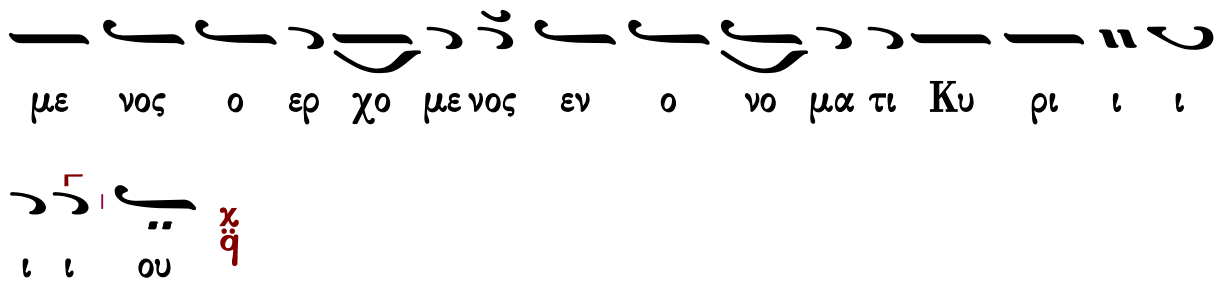 με νος ο ερ χο με νος εν ο νο μα τι Κυ ρι ι ι
ι ι ου